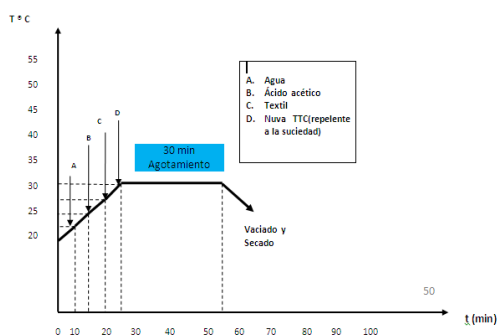 T ª C
55
50
45
40
35
30
25
20
A
B
C
D
30 min
Agotamiento
A. Agua
B. Ácido acético
C. Textil
D. Nuva TTC(repelente
a la suciedad)
Vaciado y
Secado
50
t (min)
0 10 20 30 40 50 60 70 80 90 100